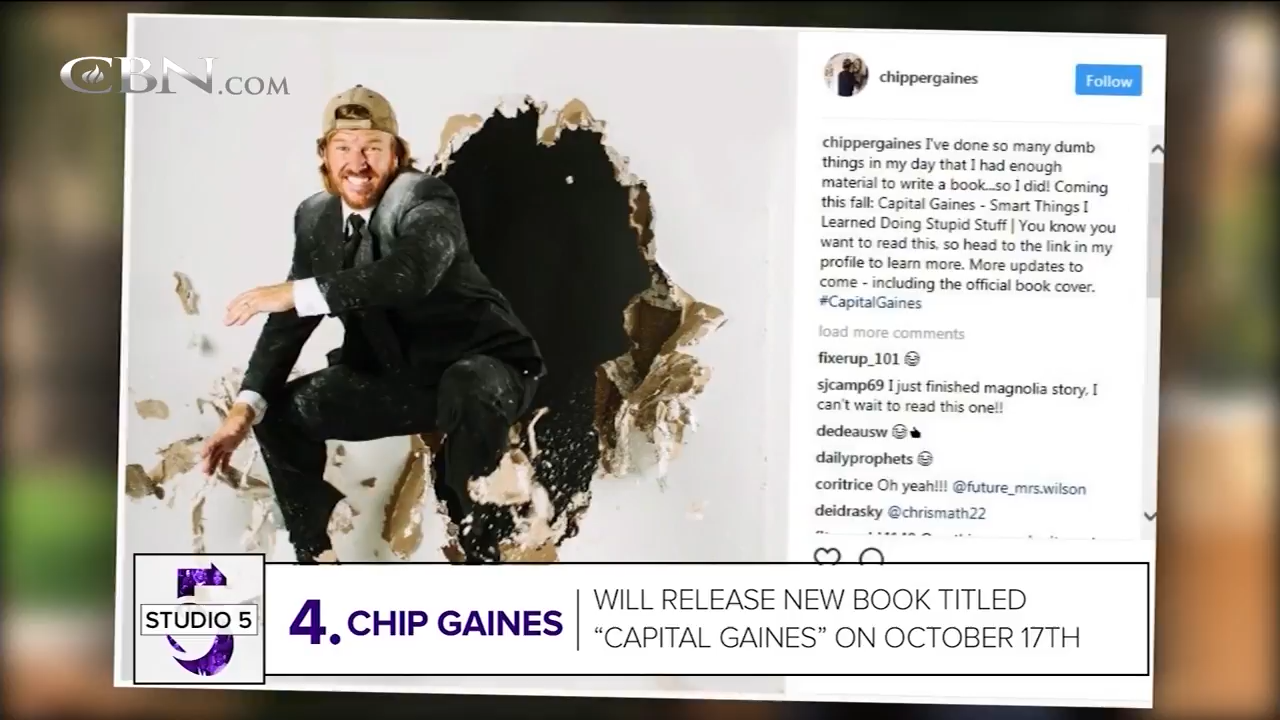 CBN.COM
chippergaines
Follow
chippergaines I've done so many dumb
things in my day that I had enough
material to write a book...so I did! Coming
this fall: Capital Gaines - Smart Things I
Learned Doing Stupid Stuff | You know you
want to read this, so head to the link in my
profile to learn more. More updates to
come - including the official book cover.
#CapitalGaines
load more comments
fixerup_101 😂
sjcamp69 I just finished magnolia story, I
can't wait to read this one!!
dedeausw 😂👍
dailyprophets 😂
coritrice Oh yeah!!! @future_mrs.wilson
deidrasky @chrismath22
5
STUDIO 5
4. CHIP GAINES
WILL RELEASE NEW BOOK TITLED
“CAPITAL GAINES” ON OCTOBER 17TH